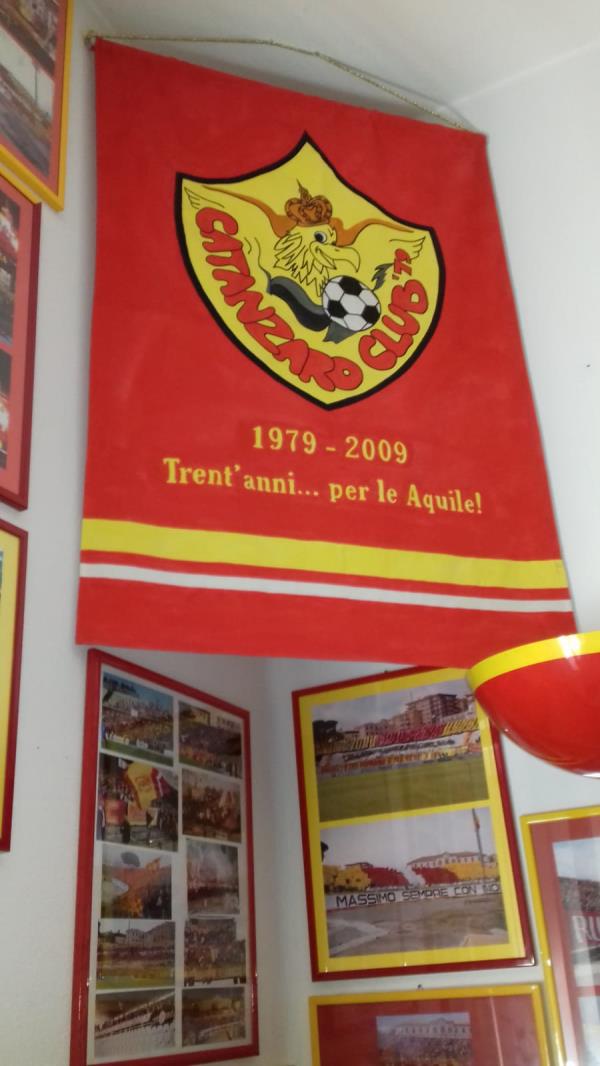 CATANZARO CLUB '79
1979 - 2009
Trent'anni... per le Aquile!
MASSIMO SEMPRE CON NOI